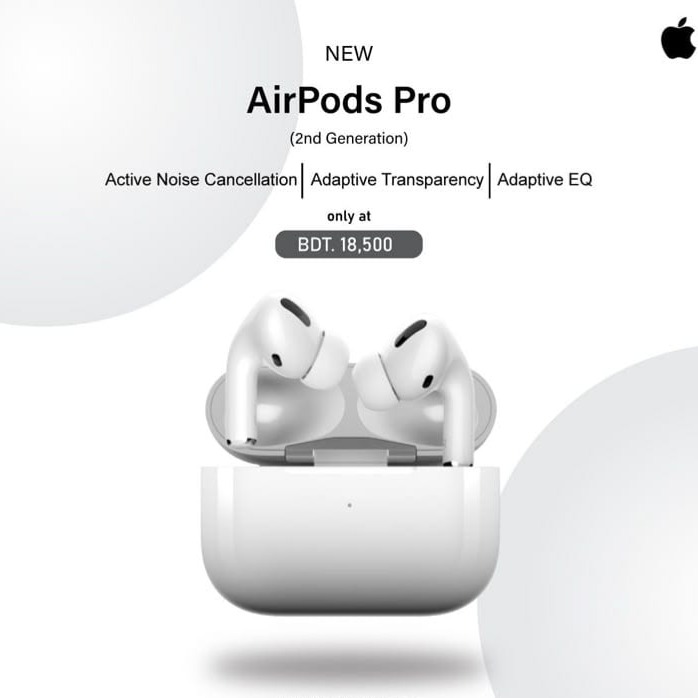 NEW
AirPods Pro
(2nd Generation)
Active Noise Cancellation | Adaptive Transparency | Adaptive EQ
only at
BDT. 18,500